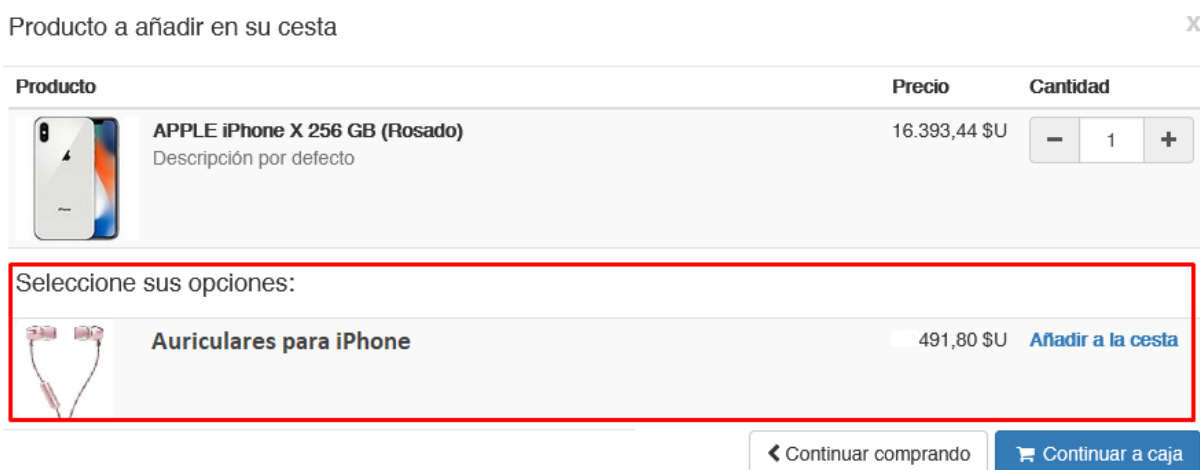 Producto a añadir en su cesta X
Producto Precio Cantidad
APPLE iPhone X 256 GB (Rosado) 16.393,44 $U − 1 +
Descripción por defecto
Seleccione sus opciones:
Auriculares para iPhone 491,80 $U Añadir a la cesta
Continuar comprando Continuar a caja